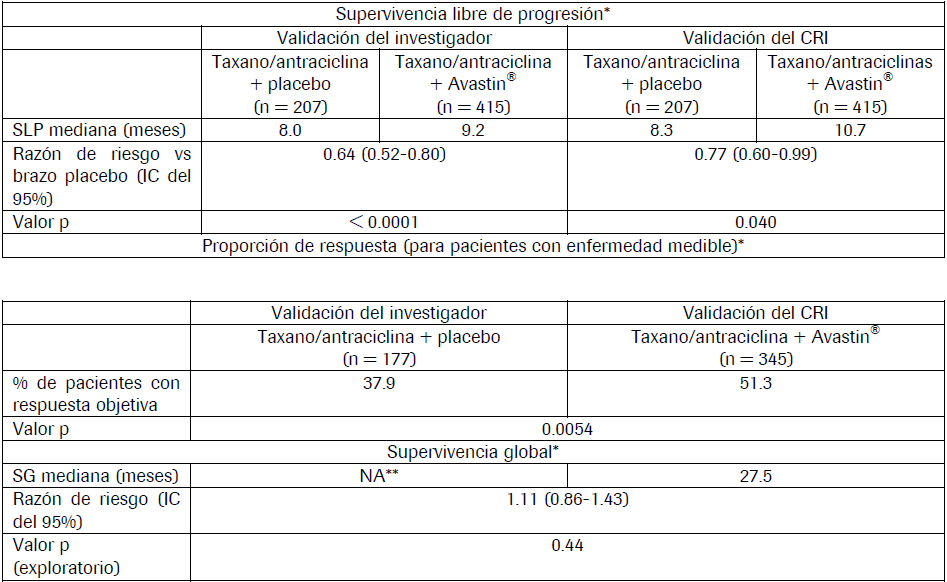 Supervivencia libre de progresión*
Validación del investigador Validación del CRI
Taxano/antraciclina + placebo (n = 207) Taxano/antraciclina + Avastin® (n = 415) Taxano/antraciclina + placebo (n = 207) Taxano/antraciclinas + Avastin® (n = 415)
SLP mediana (meses) 8.0 9.2 8.3 10.7
Razón de riesgo vs
brazo placebo (IC del
95%)
0.64 (0.52-0.80) 0.77 (0.60-0.99)
Valor p < 0.0001 0.040
Proporción de respuesta (para pacientes con enfermedad medible)*
Validación del investigador Validación del CRI
Taxano/antraciclina + placebo Taxano/antraciclina + Avastin®
(n = 177) (n = 345)
% de pacientes con
respuesta objetiva
37.9 51.3
Valor p 0.0054
Supervivencia global*
SG mediana (meses) NA** 27.5
Razón de riesgo (IC
del 95%)
1.11 (0.86-1.43)
Valor p
(exploratorio)
0.44